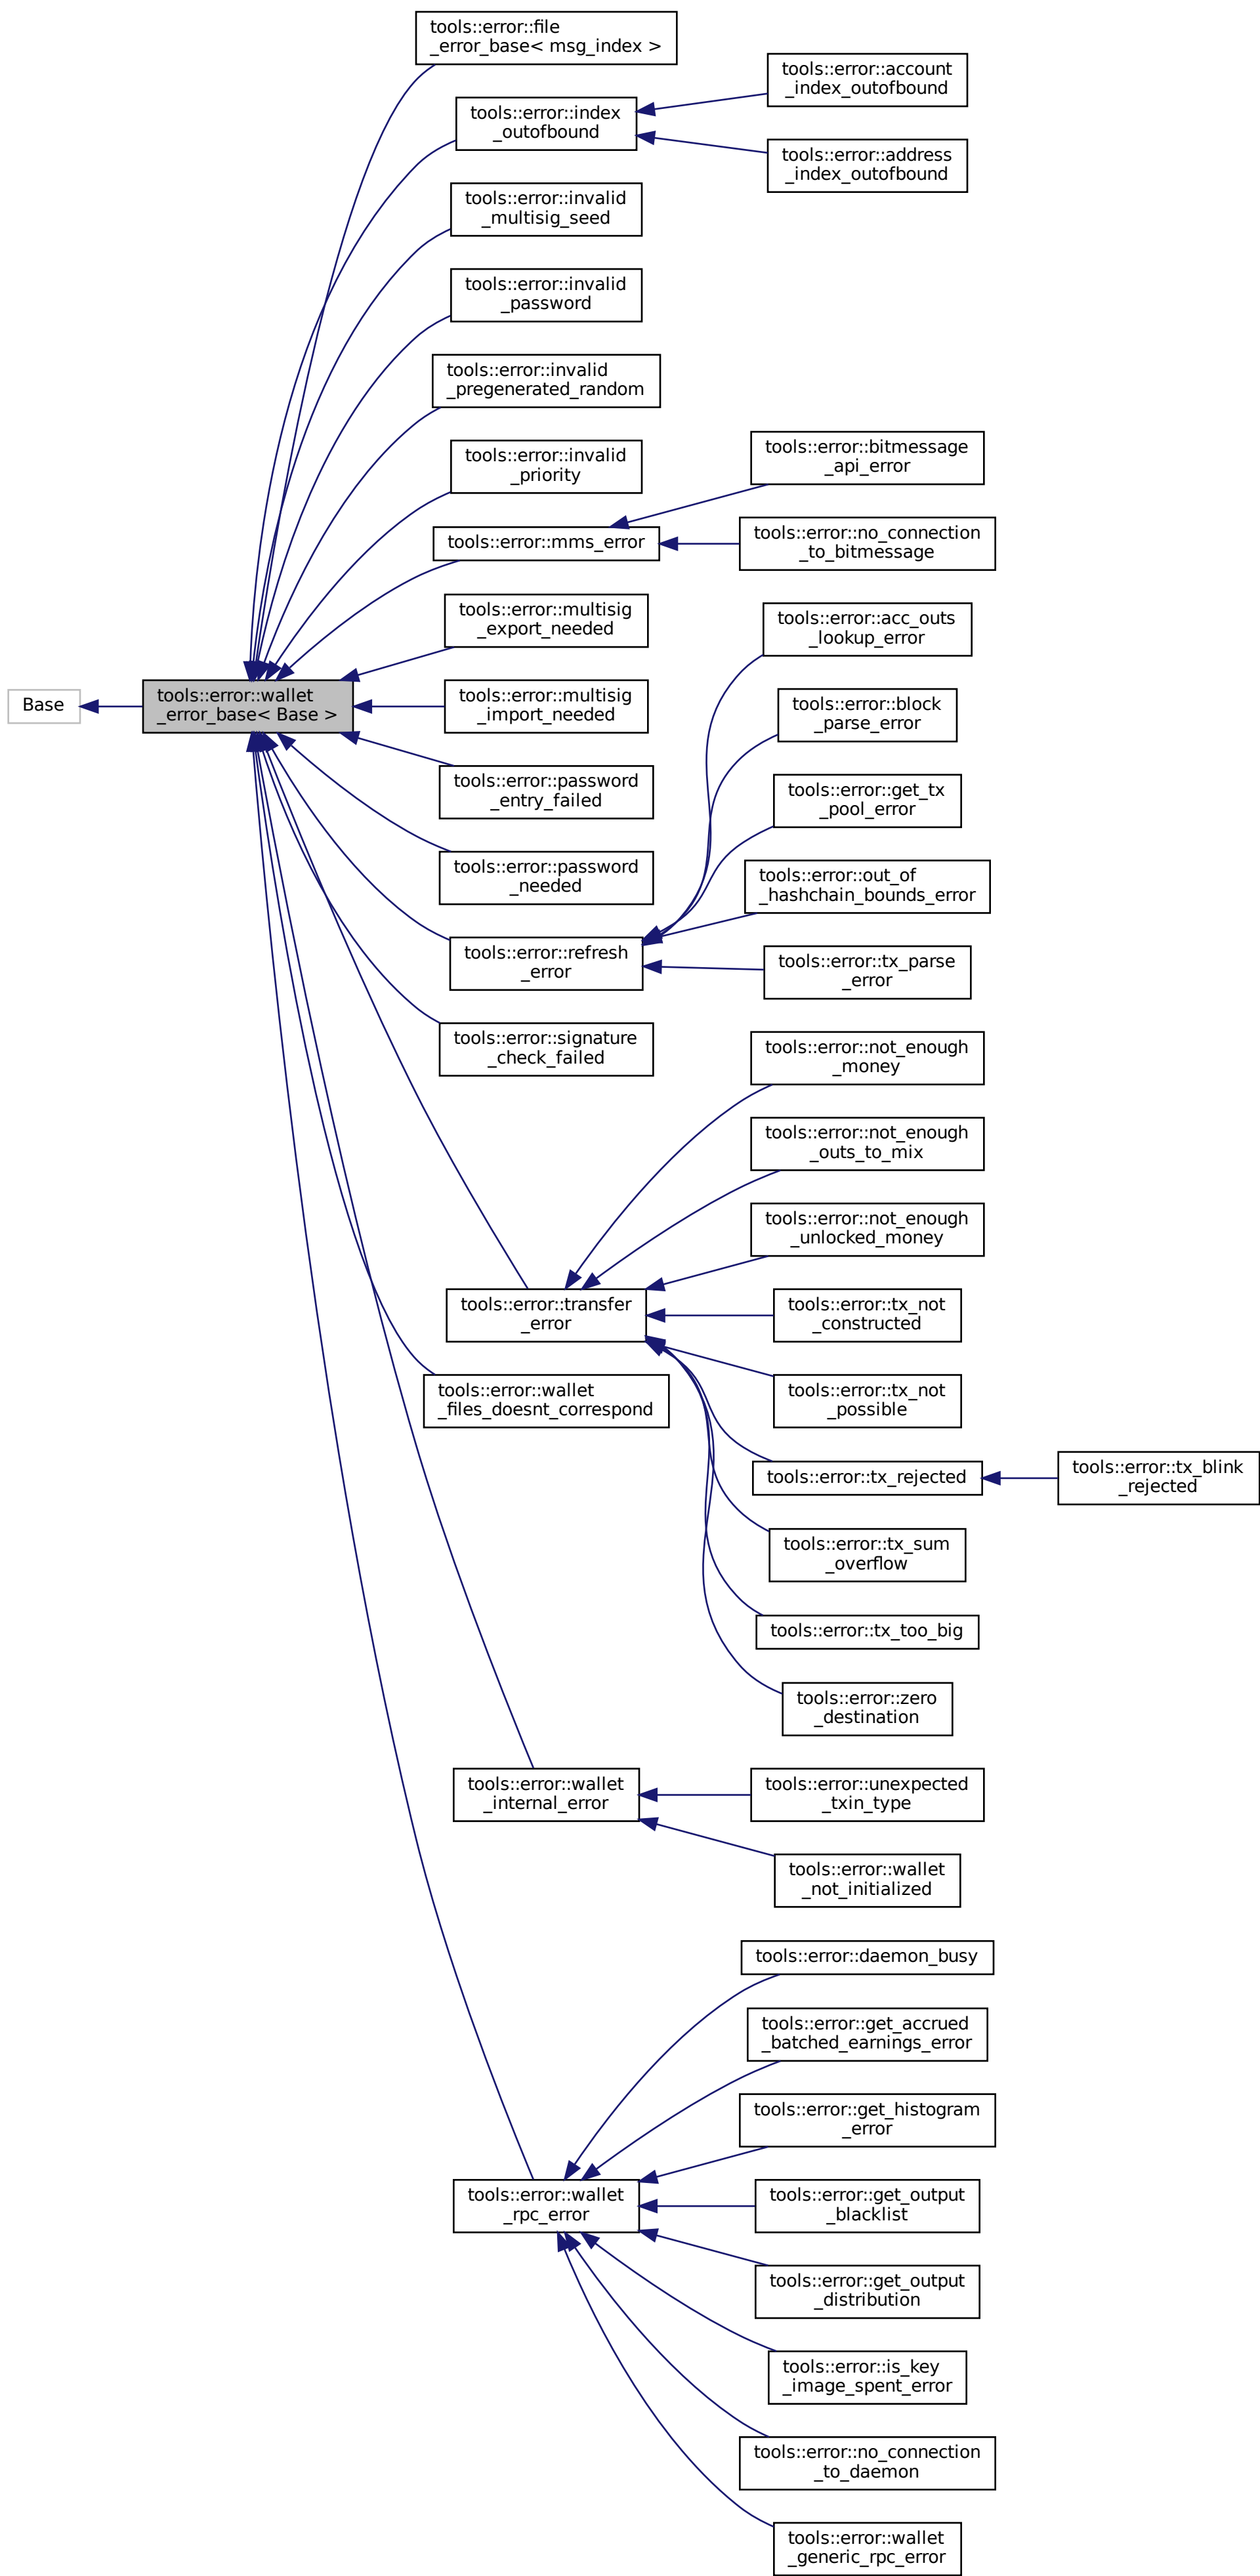 tools::error::file
_error_base< msg_index >
tools::error::account
_index_outofbound
tools::error::index
_outofbound
tools::error::address
_index_outofbound
tools::error::invalid
_multisig_seed
tools::error::invalid
_password
tools::error::invalid
_pregenerated_random
tools::error::invalid
_priority
tools::error::bitmessage
_api_error
tools::error::mms_error
tools::error::no_connection
_to_bitmessage
tools::error::multisig
_export_needed
tools::error::acc_outs
_lookup_error
Base
tools::error::wallet
_error_base< Base >
tools::error::multisig
_import_needed
tools::error::block
_parse_error
tools::error::password
_entry_failed
tools::error::get_tx
_pool_error
tools::error::password
_needed
tools::error::out_of
_hashchain_bounds_error
tools::error::refresh
_error
tools::error::tx_parse
_error
tools::error::signature
_check_failed
tools::error::not_enough
_money
tools::error::not_enough
_outs_to_mix
tools::error::not_enough
_unlocked_money
tools::error::transfer
_error
tools::error::tx_not
_constructed
tools::error::wallet
_files_doesnt_correspond
tools::error::tx_not
_possible
tools::error::tx_rejected
tools::error::tx_blink
_rejected
tools::error::tx_sum
_overflow
tools::error::tx_too_big
tools::error::zero
_destination
tools::error::wallet
_internal_error
tools::error::unexpected
_txin_type
tools::error::wallet
_not_initialized
tools::error::daemon_busy
tools::error::get_accrued
_batched_earnings_error
tools::error::get_histogram
_error
tools::error::wallet
_rpc_error
tools::error::get_output
_blacklist
tools::error::get_output
_distribution
tools::error::is_key
_image_spent_error
tools::error::no_connection
_to_daemon
tools::error::wallet
_generic_rpc_error